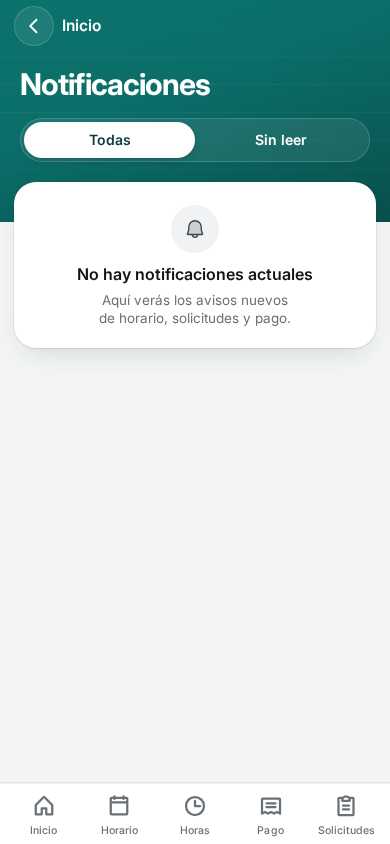 Inicio
Notificaciones
Todas
Sin leer
No hay notificaciones actuales
Aquí verás los avisos nuevos
de horario, solicitudes y pago.
Inicio
Horario
Horas
Pago
Solicitudes